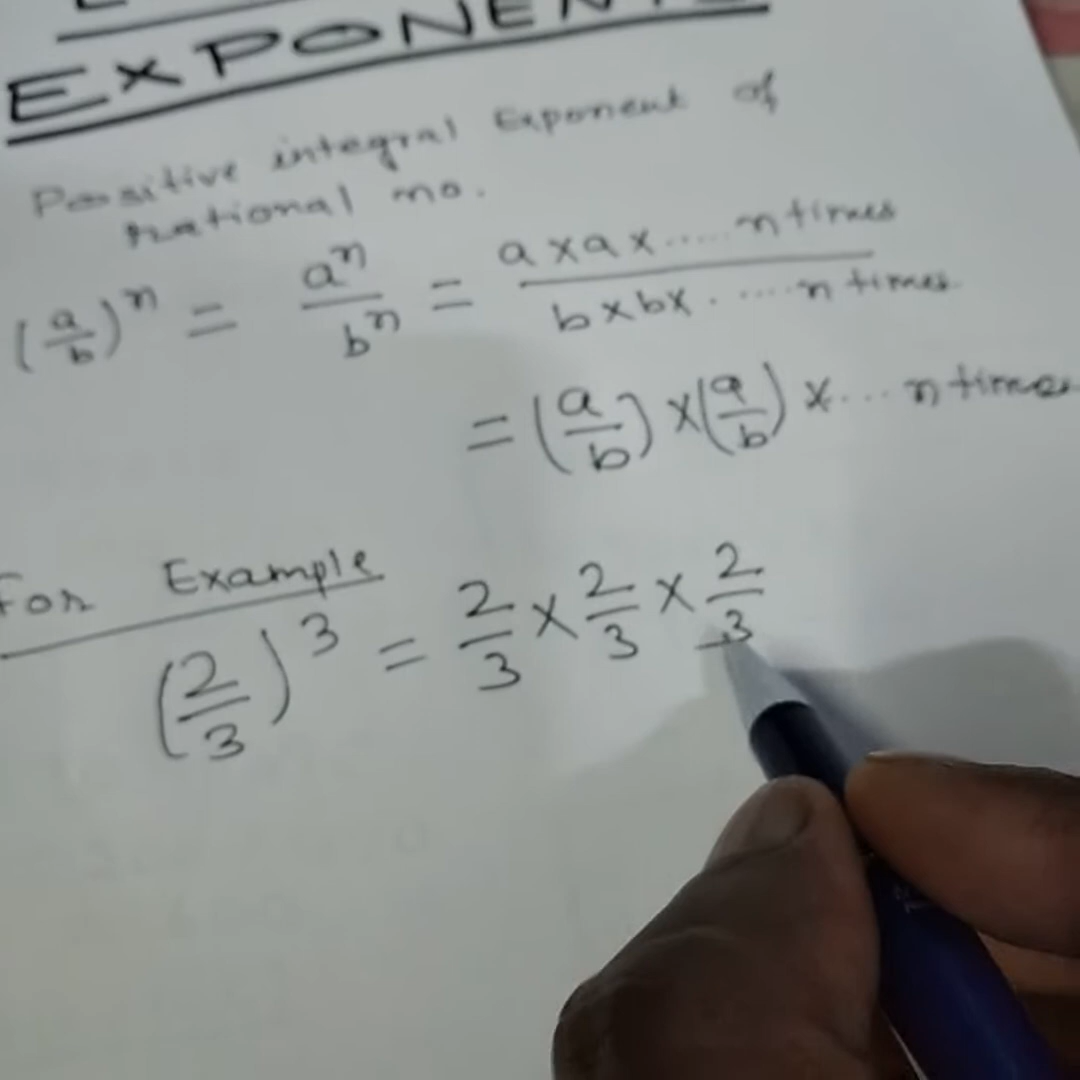 EXPONENTS
Positive integral Exponent of
rational no.
(a/b)^n = a^n/b^n = a × a × ..... n times / b × b × ..... n times
= (a/b) × (a/b) × ... n times
For Example
(2/3)^3 = 2/3 × 2/3 × 2/3